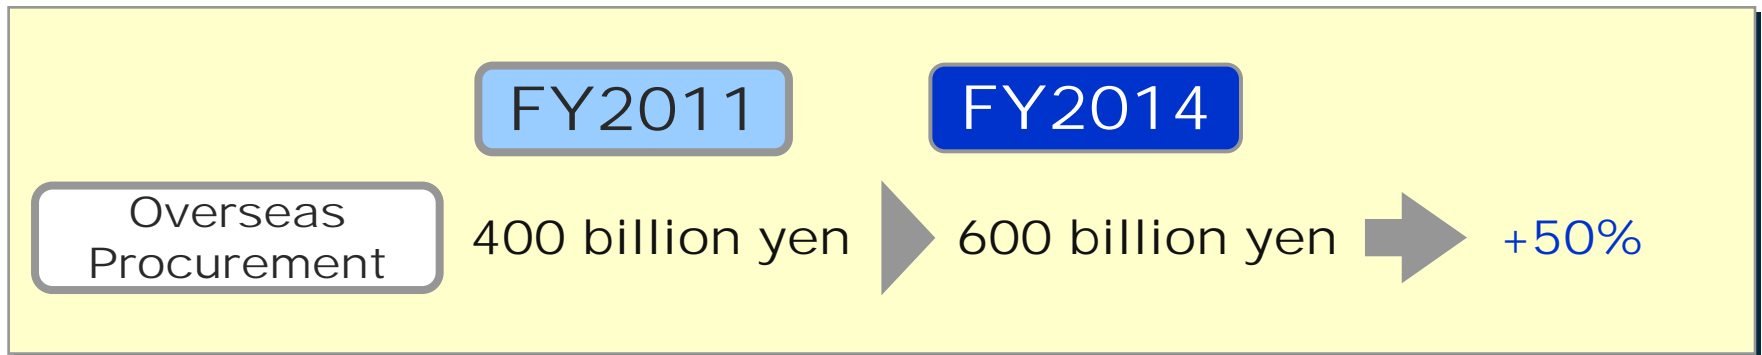 FY2011
FY2014
Overseas
Procurement
400 billion yen
600 billion yen
+50%